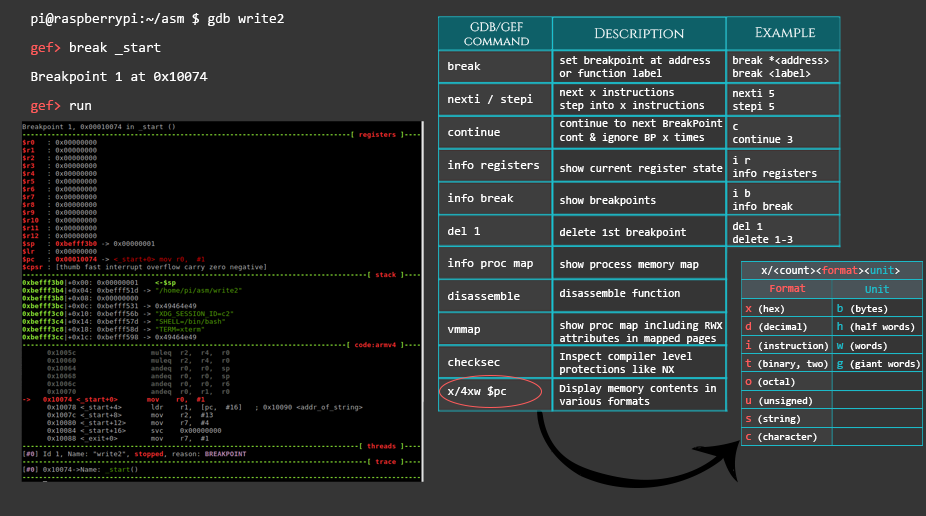 pi@raspberrypi:~/asm $ gdb write2
gef> break _start
Breakpoint 1 at 0x10074
gef> run
Breakpoint 1, 0x00010074 in _start ()
[ registers ]
$r0 : 0x00000000
$r1 : 0x00000000
$r2 : 0x00000000
$r3 : 0x00000000
$r4 : 0x00000000
$r5 : 0x00000000
$r6 : 0x00000000
$r7 : 0x00000000
$r8 : 0x00000000
$r9 : 0x00000000
$r10 : 0x00000000
$r11 : 0x00000000
$r12 : 0x00000000
$sp : 0xbefff3b0 -> 0x00000001
$lr : 0x00000000
$pc : 0x00010074 -> <_start+0> mov r0, #1
$cpsr : [thumb fast interrupt overflow carry zero negative]
[ stack ]
0xbefff3b0|+0x00: 0x00000001 <-$sp
0xbefff3b4|+0x04: 0xbefff51d -> "/home/pi/asm/write2"
0xbefff3b8|+0x08: 0x00000000
0xbefff3bc|+0x0c: 0xbefff531 -> 0x49464e49
0xbefff3c0|+0x10: 0xbefff56b -> "XDG_SESSION_ID=c2"
0xbefff3c4|+0x14: 0xbefff57d -> "SHELL=/bin/bash"
0xbefff3c8|+0x18: 0xbefff58d -> "TERM=xterm"
0xbefff3cc|+0x1c: 0xbefff598 -> 0x49464e49
[ code:armv4 ]
0x1005c muleq r2, r4, r0
0x10060 muleq r2, r4, r0
0x10064 andeq r0, r0, sp
0x10068 andeq r0, r0, sp
0x1006c andeq r0, r0, r6
0x10070 andeq r0, r1, r0
-> 0x10074 <_start+0> mov r0, #1
0x10078 <_start+4> ldr r1, [pc, #16] ; 0x10090 <addr_of_string>
0x1007c <_start+8> mov r2, #13
0x10080 <_start+12> mov r7, #4
0x10084 <_start+16> svc 0x00000000
0x10088 <_exit+0> mov r7, #1
[ threads ]
[#0] Id 1, Name: "write2", stopped, reason: BREAKPOINT
[ trace ]
[#0] 0x10074->Name: _start()
GDB/GEF COMMAND DESCRIPTION EXAMPLE
break set breakpoint at address or function label break *<address>
break <label>
nexti / stepi next x instructions nexti 5
step into x instructions stepi 5
continue continue to next BreakPoint c
cont & ignore BP x times continue 3
info registers show current register state i r
info registers
info break show breakpoints i b
info break
del 1 delete 1st breakpoint del 1
delete 1-3
info proc map show process memory map
disassemble disassemble function
vmmap show proc map including RWX
attributes in mapped pages
checksec Inspect compiler level
protections like NX
x/4xw $pc Display memory contents in
various formats
x/<count><format><unit>
Format Unit
x (hex) b (bytes)
d (decimal) h (half words)
i (instruction) w (words)
t (binary, two) g (giant words)
o (octal)
u (unsigned)
s (string)
c (character)